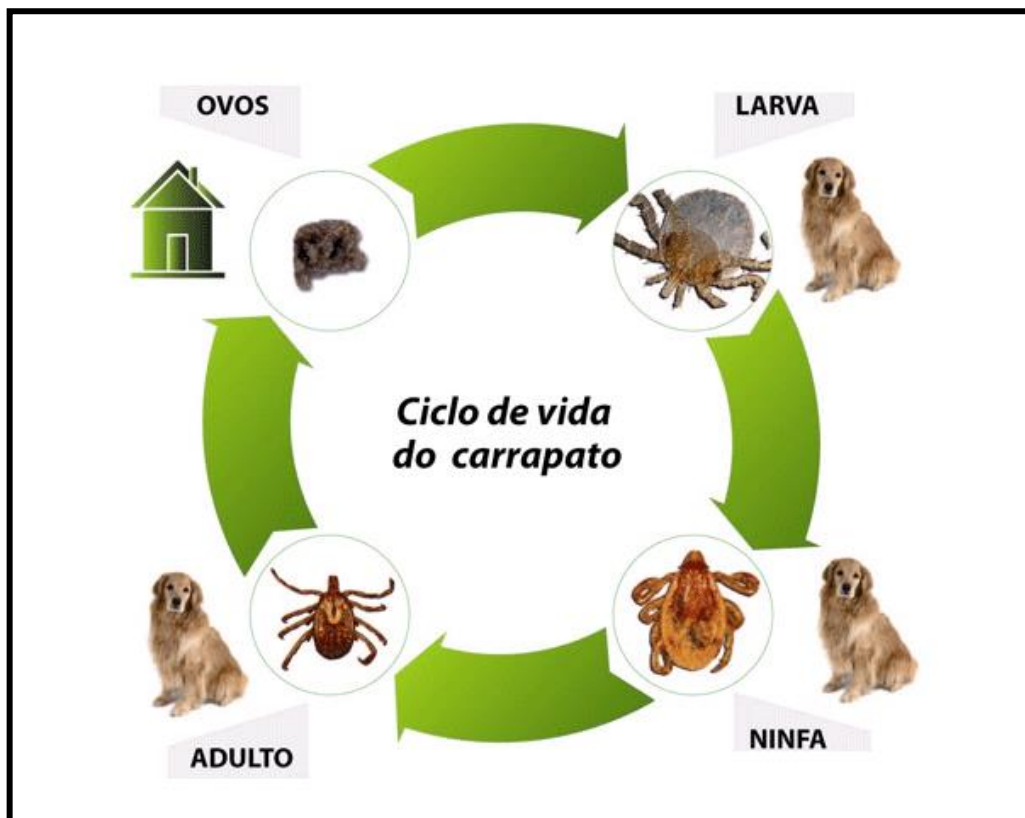 OVOS
LARVA
Ciclo de vida
do carrapato
ADULTO
NINFA